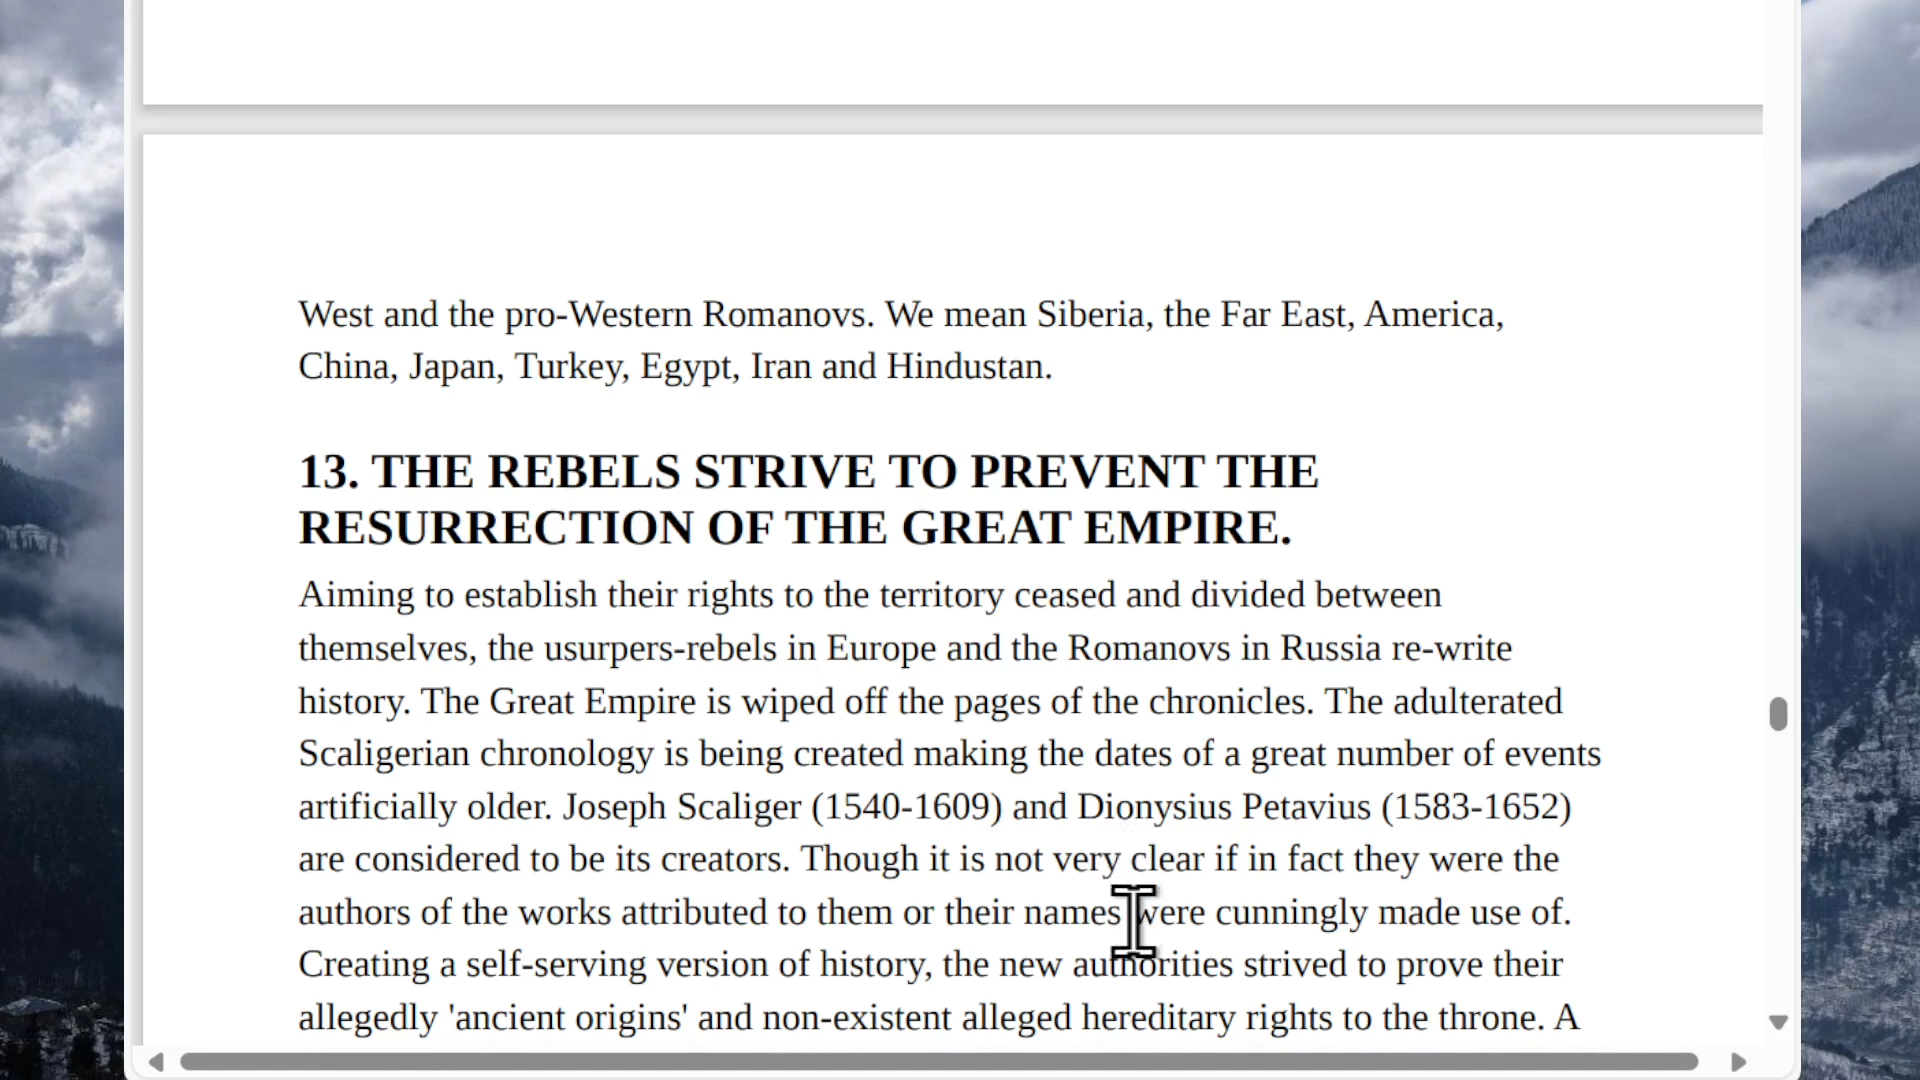 West and the pro-Western Romanovs. We mean Siberia, the Far East, America,
China, Japan, Turkey, Egypt, Iran and Hindustan.
13. THE REBELS STRIVE TO PREVENT THE
RESURRECTION OF THE GREAT EMPIRE.
Aiming to establish their rights to the territory ceased and divided between
themselves, the usurpers-rebels in Europe and the Romanovs in Russia re-write
history. The Great Empire is wiped off the pages of the chronicles. The adulterated
Scaligerian chronology is being created making the dates of a great number of events
artificially older. Joseph Scaliger (1540-1609) and Dionysius Petavius (1583-1652)
are considered to be its creators. Though it is not very clear if in fact they were the
authors of the works attributed to them or their names were cunningly made use of.
Creating a self-serving version of history, the new authorities strived to prove their
allegedly 'ancient origins' and non-existent alleged hereditary rights to the throne. A